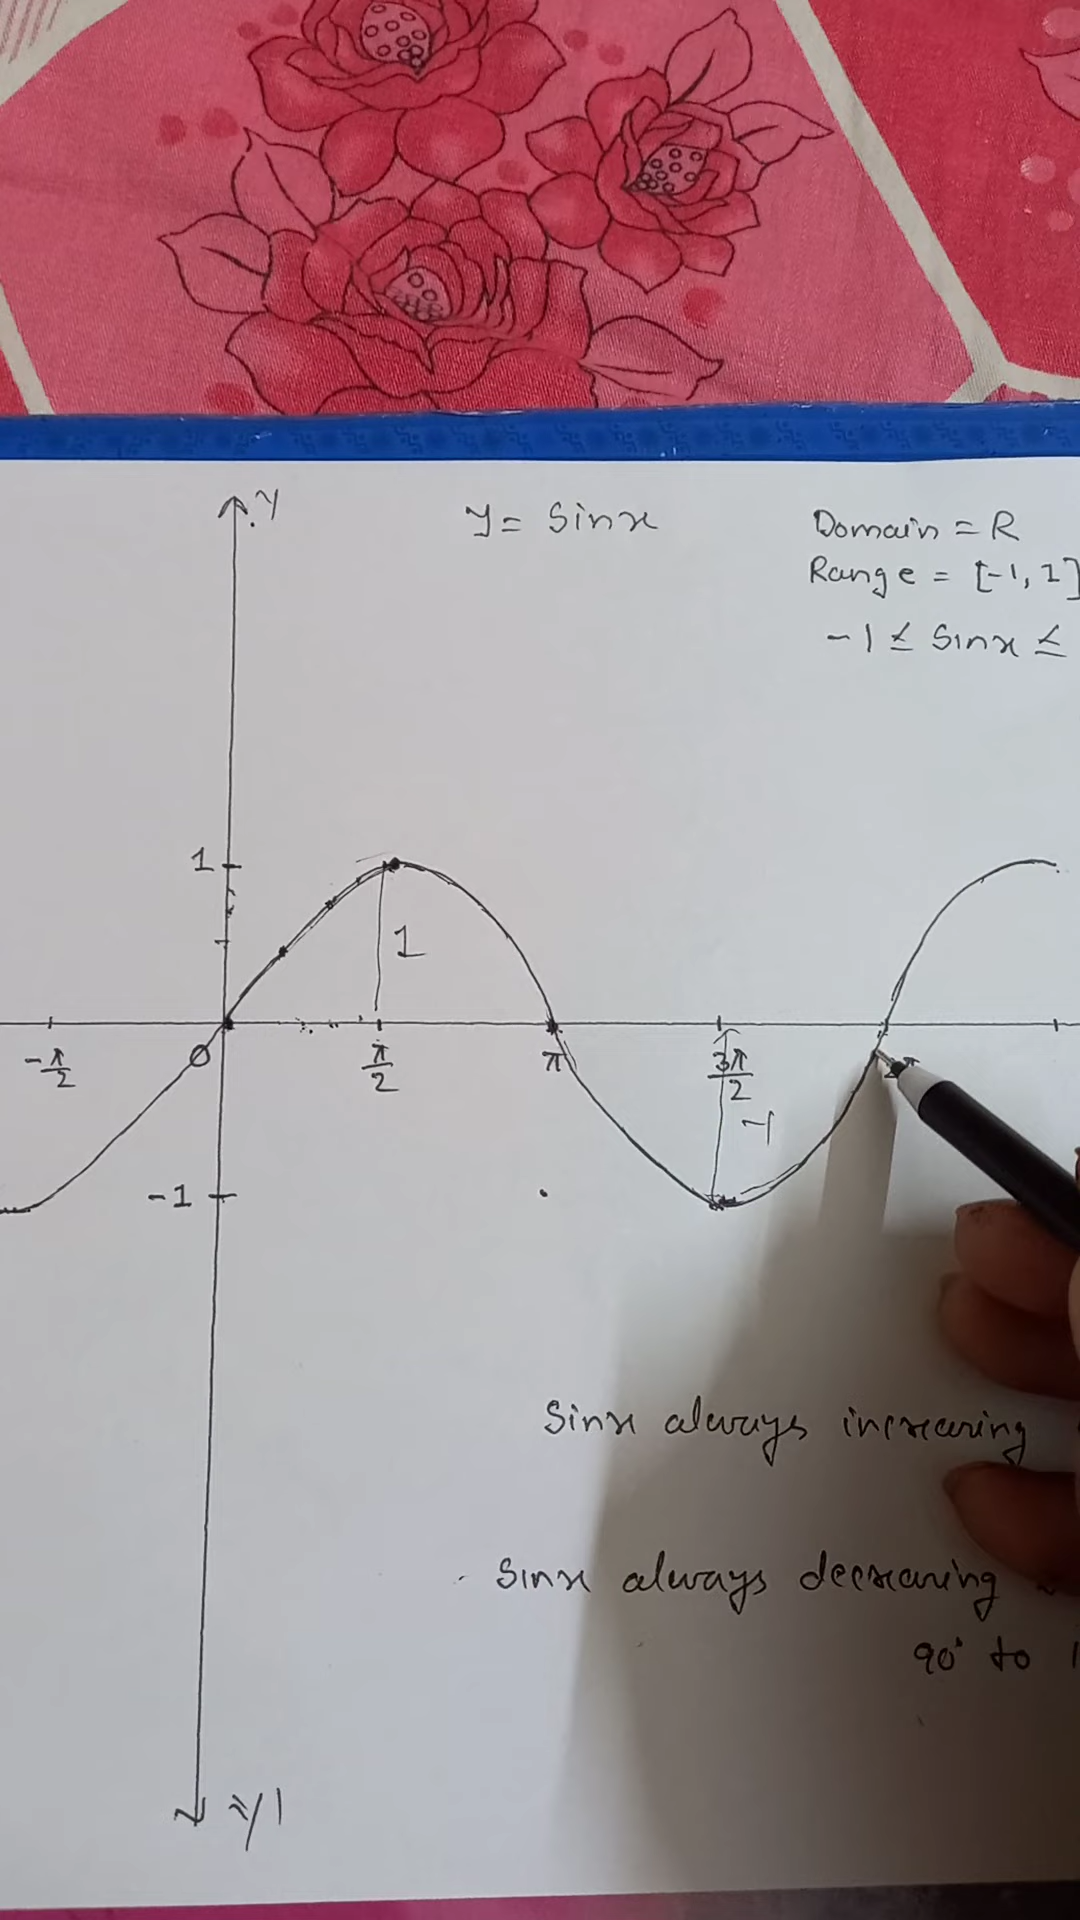 y
y = Sinx
Domain = R
Range = [-1, 1]
-1 ≤ Sinx ≤
1
1
-π/2
O
π/2
π
3π/2
2π
-1
-1
Sinx always increasing
Sinx always decreasing
90° to